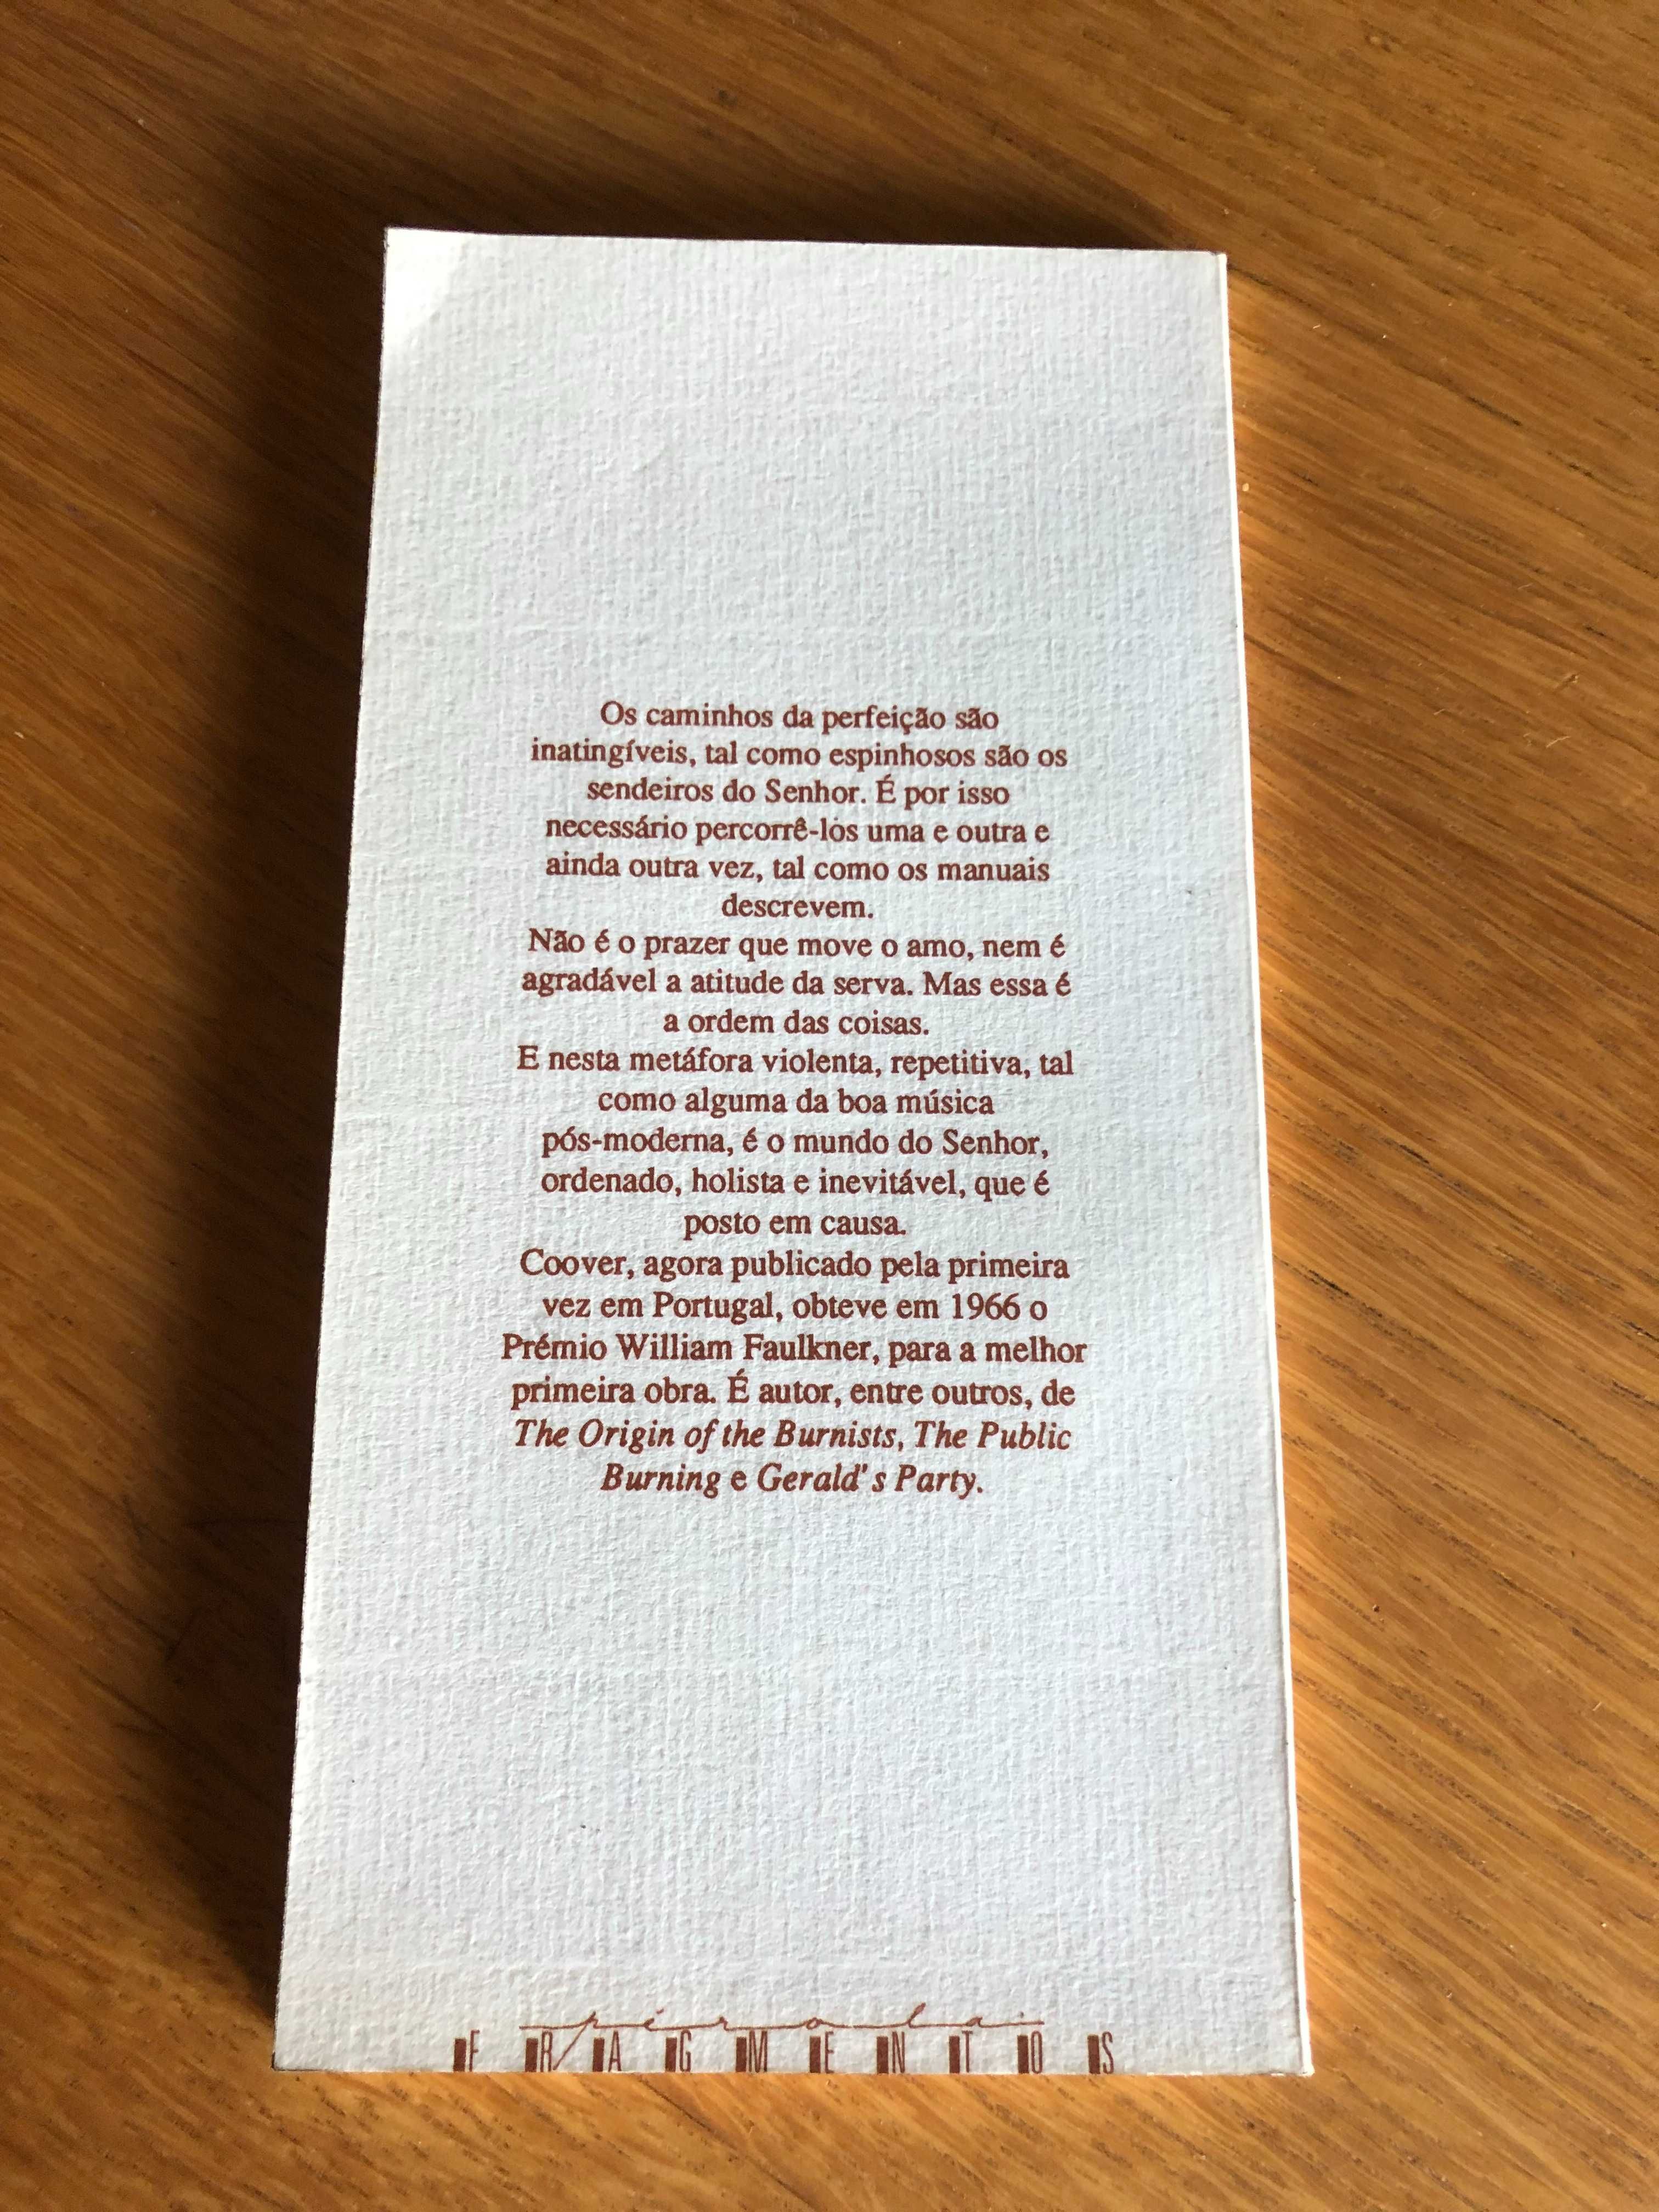 Os caminhos da perfeição são
inatingíveis, tal como espinhosos são os
sendeiros do Senhor. É por isso
necessário percorrê-los uma e outra e
ainda outra vez, tal como os manuais
descrevem.
Não é o prazer que move o amo, nem é
agradável a atitude da serva. Mas essa é
a ordem das coisas.
E nesta metáfora violenta, repetitiva, tal
como alguma da boa música
pós-moderna, é o mundo do Senhor,
ordenado, holista e inevitável, que é
posto em causa.
Coover, agora publicado pela primeira
vez em Portugal, obteve em 1966 o
Prémio William Faulkner, para a melhor
primeira obra. É autor, entre outros, de
The Origin of the Burnists, The Public
Burning e Gerald's Party.
pérola
FRAGMENTOS